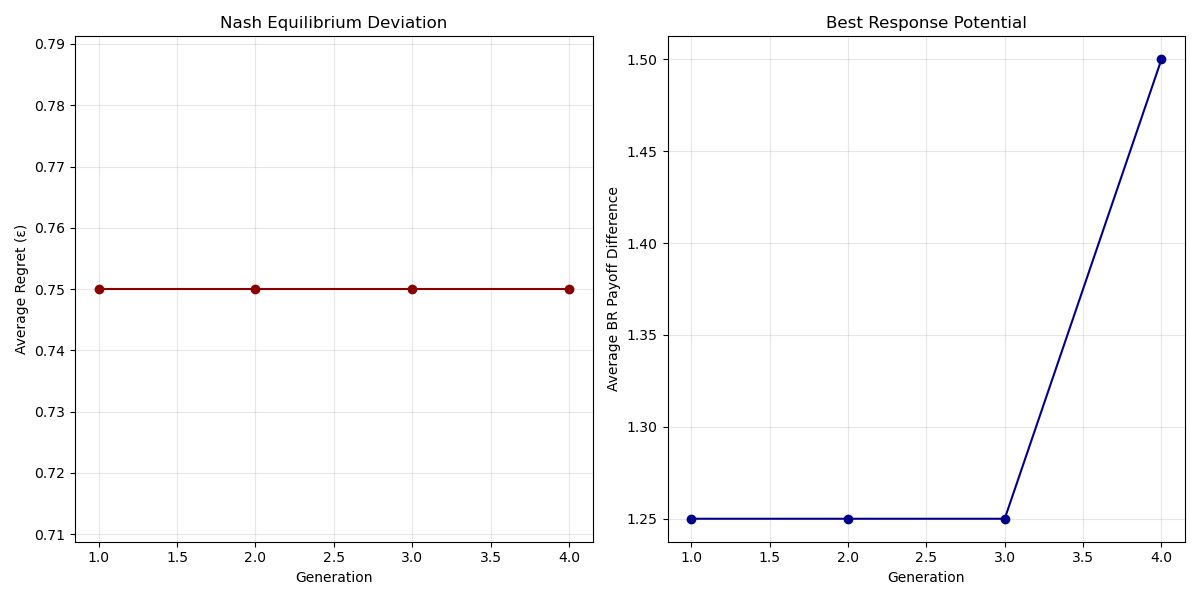 Nash Equilibrium Deviation
Average Regret (ε)
0.79
0.78
0.77
0.76
0.75
0.74
0.73
0.72
0.71
1.0 1.5 2.0 2.5 3.0 3.5 4.0
Generation
Best Response Potential
Average BR Payoff Difference
1.50
1.45
1.40
1.35
1.30
1.25
1.0 1.5 2.0 2.5 3.0 3.5 4.0
Generation